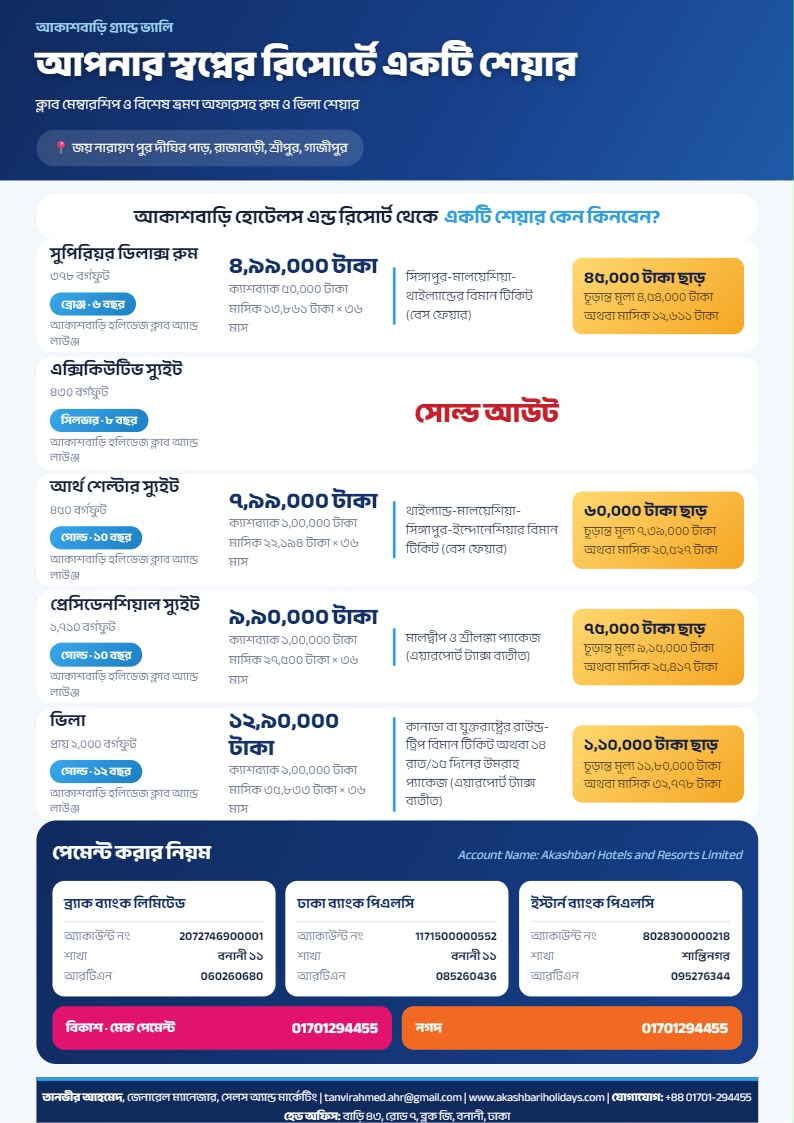 আকাশবাড়ি গ্র্যান্ড ভ্যালি
আপনার স্বপ্নের রিসোর্টে একটি শেয়ার
ক্লাব মেম্বারশিপ ও বিশেষ ভ্রমণ অফারসহ রুম ও ভিলা শেয়ার
জয় নারায়ণ পুর দীঘির পাড়, রাজাবাড়ী, শ্রীপুর, গাজীপুর
আকাশবাড়ি হোটেলস এন্ড রিসোর্ট থেকে একটি শেয়ার কেন কিনবেন?
সুপিরিয়র ডিলাক্স রুম
৩৭৮ বর্গফুট
ব্রোঞ্জ · ৬ বছর
আকাশবাড়ি হলিডেজ ক্লাব অ্যান্ড
লাউঞ্জ
৪,৯৯,০০০ টাকা
ক্যাশব্যাক ৫০,০০০ টাকা
মাসিক ১৩,৮৬১ টাকা × ৩৬
মাস
সিঙ্গাপুর-মালয়েশিয়া-
থাইল্যান্ডের বিমান টিকিট
(বেস ফেয়ার)
৪৫,০০০ টাকা ছাড়
চূড়ান্ত মূল্য ৪,৫৪,০০০ টাকা
অথবা মাসিক ১২,৬১১ টাকা
এক্সিকিউটিভ স্যুইট
৪৩০ বর্গফুট
সিলভার · ৮ বছর
আকাশবাড়ি হলিডেজ ক্লাব অ্যান্ড
লাউঞ্জ
সোল্ড আউট
আর্থ শেল্টার স্যুইট
৪৫০ বর্গফুট
গোল্ড · ১০ বছর
আকাশবাড়ি হলিডেজ ক্লাব অ্যান্ড
লাউঞ্জ
৭,৯৯,০০০ টাকা
ক্যাশব্যাক ১,০০,০০০ টাকা
মাসিক ২২,১৯৪ টাকা × ৩৬
মাস
থাইল্যান্ড-মালয়েশিয়া-
সিঙ্গাপুর-ইন্দোনেশিয়ার বিমান
টিকিট (বেস ফেয়ার)
৬০,০০০ টাকা ছাড়
চূড়ান্ত মূল্য ৭,৩৯,০০০ টাকা
অথবা মাসিক ২০,৫২৭ টাকা
প্রেসিডেনশিয়াল স্যুইট
১,৭১০ বর্গফুট
গোল্ড · ১০ বছর
আকাশবাড়ি হলিডেজ ক্লাব অ্যান্ড
লাউঞ্জ
৯,৯০,০০০ টাকা
ক্যাশব্যাক ১,০০,০০০ টাকা
মাসিক ২৭,৫০০ টাকা × ৩৬
মাস
মালদ্বীপ ও শ্রীলঙ্কা প্যাকেজ
(এয়ারপোর্ট ট্যাক্স ব্যতীত)
৭৫,০০০ টাকা ছাড়
চূড়ান্ত মূল্য ৯,১৫,০০০ টাকা
অথবা মাসিক ২৫,৪১৭ টাকা
ভিলা
প্রায় ২,০০০ বর্গফুট
গোল্ড · ১২ বছর
আকাশবাড়ি হলিডেজ ক্লাব অ্যান্ড
লাউঞ্জ
১২,৯০,০০০
টাকা
ক্যাশব্যাক ১,০০,০০০ টাকা
মাসিক ৩৫,৮৩৩ টাকা × ৩৬
মাস
কানাডা বা যুক্তরাষ্ট্রের রাউন্ড-
ট্রিপ বিমান টিকিট অথবা ১৪
রাত/১৫ দিনের উমরাহ
প্যাকেজ (এয়ারপোর্ট ট্যাক্স
ব্যতীত)
১,১০,০০০ টাকা ছাড়
চূড়ান্ত মূল্য ১১,৮০,০০০ টাকা
অথবা মাসিক ৩২,৭৭৮ টাকা
পেমেন্ট করার নিয়ম
Account Name: Akashbari Hotels and Resorts Limited
ব্র্যাক ব্যাংক লিমিটেড
অ্যাকাউন্ট নং 2072746900001
শাখা বনানী ১১
আরটিএন 060260680
ঢাকা ব্যাংক পিএলসি
অ্যাকাউন্ট নং 1171500000552
শাখা বনানী ১১
আরটিএন 085260436
ইস্টার্ন ব্যাংক পিএলসি
অ্যাকাউন্ট নং 8028300000218
শাখা শান্তিনগর
আরটিএন 095276344
বিকাশ · মেক পেমেন্ট 01701294455
নগদ 01701294455
তানভীর আহমেদ, জেনারেল ম্যানেজার, সেলস অ্যান্ড মার্কেটিং | tanvirahmed.ahr@gmail.com | www.akashbariholidays.com | যোগাযোগ: +88 01701-294455
হেড অফিস: বাড়ি ৪৩, রোড ৭, ব্লক জি, বনানী, ঢাকা